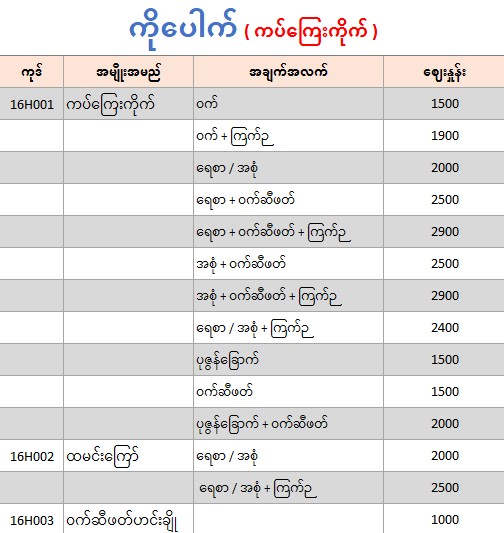 ကိုပေါက် ( ကပ်ကြေးကိုက် )
ကုဒ် အမျိုးအမည် အချက်အလက် ဈေးနှုန်း
16H001 ကပ်ကြေးကိုက် ဝက် 1500
ဝက် + ကြက်ဥ 1900
ရေစာ / အစုံ 2000
ရေစာ + ဝက်ဆီဖတ် 2500
ရေစာ + ဝက်ဆီဖတ် + ကြက်ဥ 2900
အစုံ + ဝက်ဆီဖတ် 2500
အစုံ + ဝက်ဆီဖတ် + ကြက်ဥ 2900
ရေစာ / အစုံ + ကြက်ဥ 2400
ပုဇွန်ခြောက် 1500
ဝက်ဆီဖတ် 1500
ပုဇွန်ခြောက် + ဝက်ဆီဖတ် 2000
16H002 ထမင်းကြော် ရေစာ / အစုံ 2000
ရေစာ / အစုံ + ကြက်ဥ 2500
16H003 ဝက်ဆီဖတ်ဟင်းချို 1000